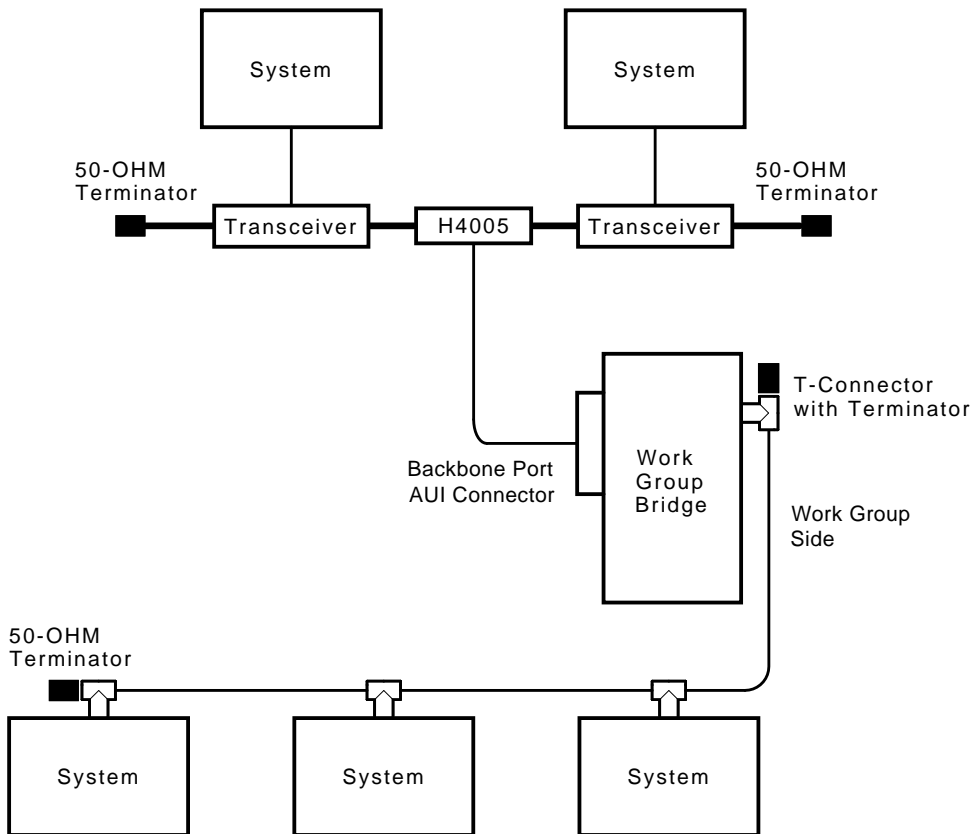 System
System
50-OHM
Terminator
50-OHM
Terminator
Transceiver
H4005
Transceiver
T-Connector
with Terminator
Backbone Port
AUI Connector
Work
Group
Bridge
Work Group
Side
50-OHM
Terminator
System
System
System